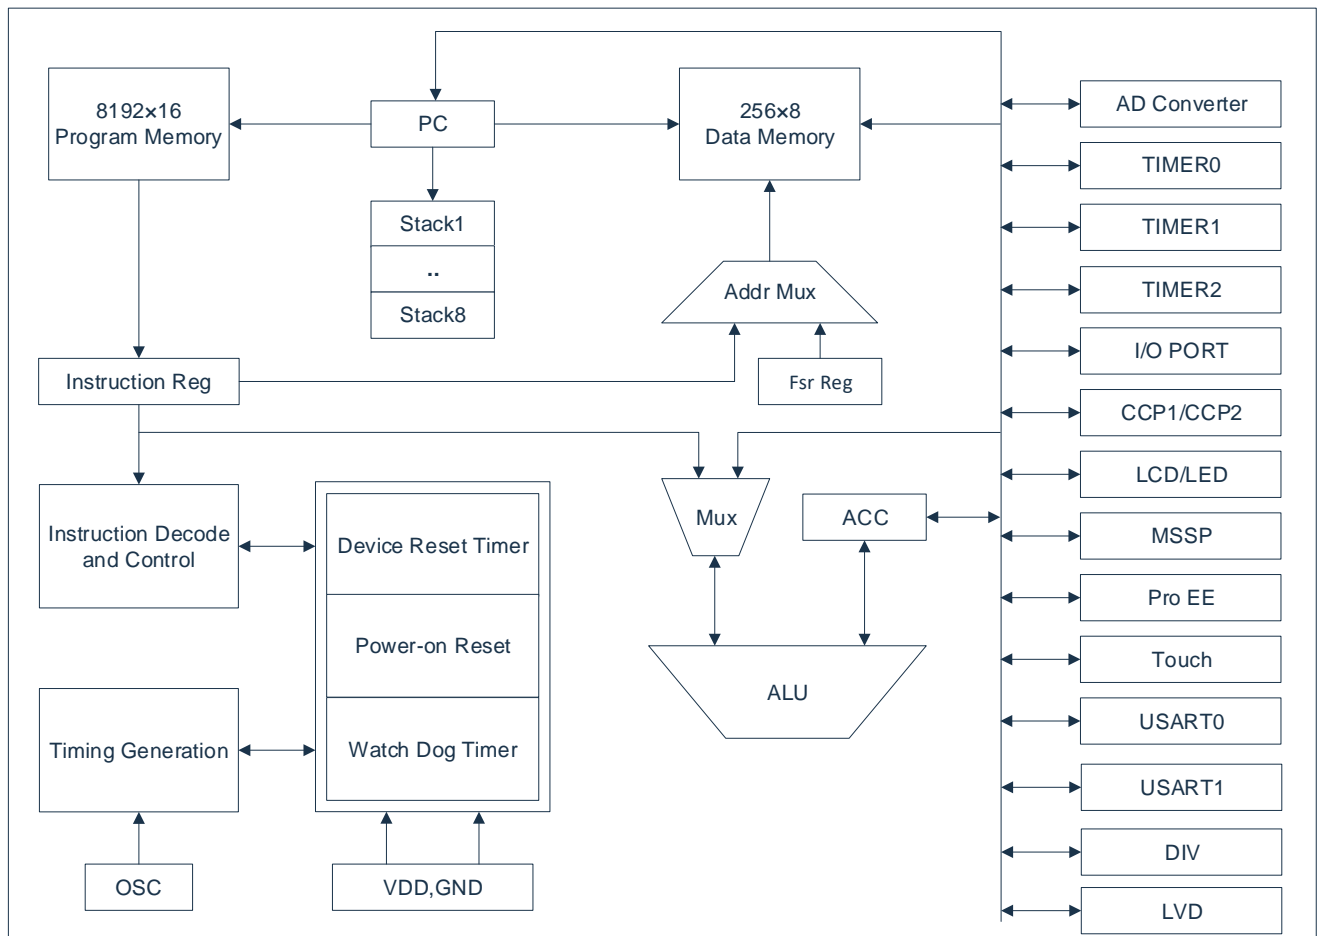 8192×16
Program Memory
PC
256×8
Data Memory
AD Converter
TIMER0
Stack1
TIMER1
..
Addr Mux
TIMER2
Stack8
I/O PORT
Instruction Reg
Fsr Reg
CCP1/CCP2
LCD/LED
Mux
ACC
MSSP
Instruction Decode
and Control
Device Reset Timer
Pro EE
Power-on Reset
Touch
ALU
USART0
Timing Generation
Watch Dog Timer
USART1
DIV
OSC
VDD,GND
LVD